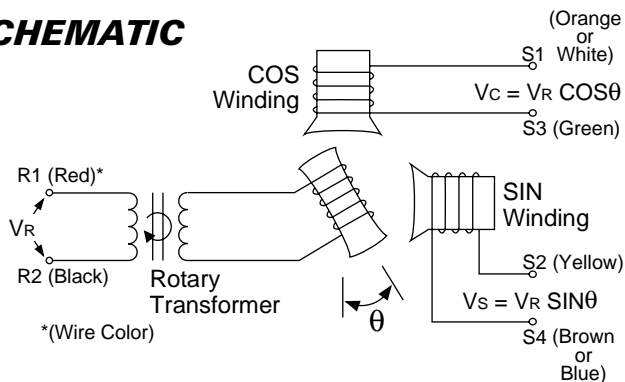 CHEMATIC
(Orange
or
White)
S1
COS
Winding
VC = VR COSθ
S3 (Green)
R1 (Red)*
VR
R2 (Black)
Rotary
Transformer
*(Wire Color)
θ
SIN
Winding
S2 (Yellow)
VS = VR SINθ
S4 (Brown
or
Blue)